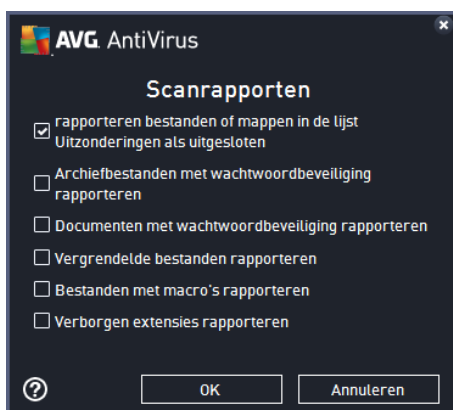 AVG. AntiVirus
Scanrapporten
rapporteren bestanden of mappen in de lijst
Uitzonderingen als uitgesloten
Archiefbestanden met wachtwoordbeveiliging
rapporteren
Documenten met wachtwoordbeveiliging rapporteren
Vergrendelde bestanden rapporteren
Bestanden met macro's rapporteren
Verborgen extensies rapporteren
? OK Annuleren